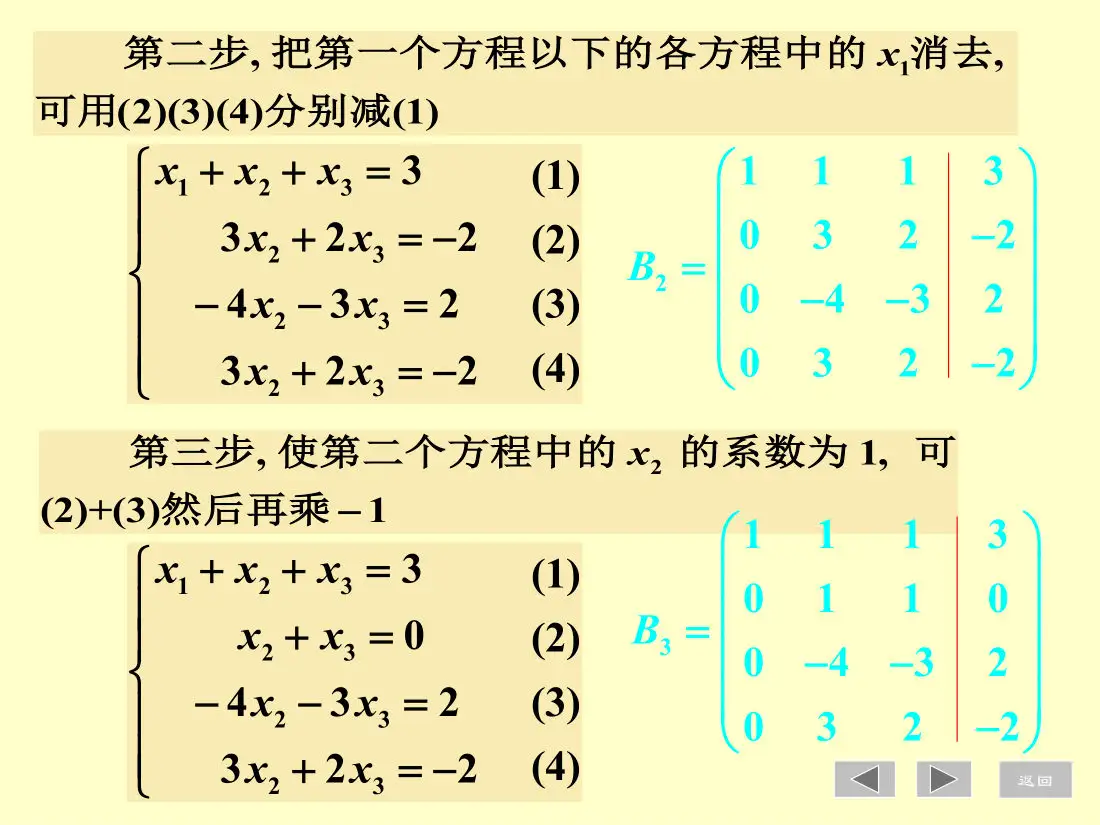 第二步, 把第一个方程以下的各方程中的 x₁消去,
可用(2)(3)(4)分别减(1)
x₁ + x₂ + x₃ = 3 (1)
3x₂ + 2x₃ = −2 (2)
− 4x₂ − 3x₃ = 2 (3)
3x₂ + 2x₃ = −2 (4)
B₂ =
1 1 1 3
0 3 2 −2
0 −4 −3 2
0 3 2 −2
第三步, 使第二个方程中的 x₂ 的系数为 1, 可
(2)+(3)然后再乘 − 1
x₁ + x₂ + x₃ = 3 (1)
x₂ + x₃ = 0 (2)
− 4x₂ − 3x₃ = 2 (3)
3x₂ + 2x₃ = −2 (4)
B₃ =
1 1 1 3
0 1 1 0
0 −4 −3 2
0 3 2 −2
返回